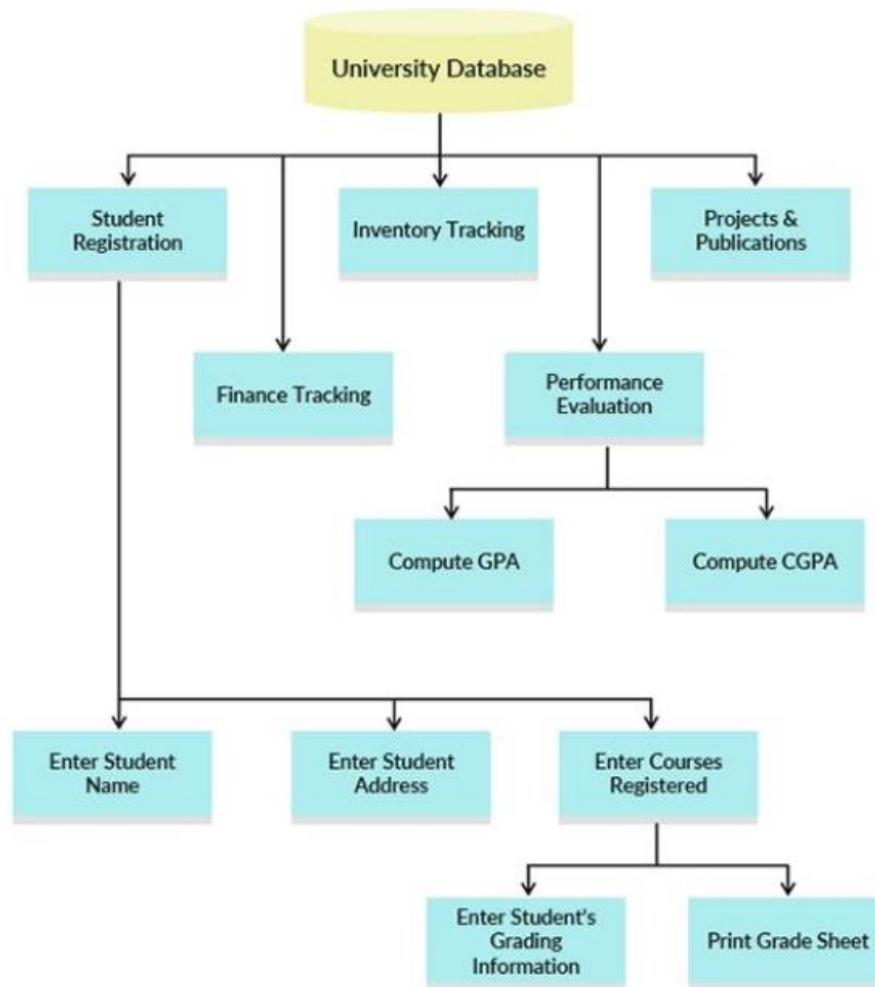 University Database
Student
Registration
Inventory Tracking
Projects &
Publications
Finance Tracking
Performance
Evaluation
Compute GPA
Compute CGPA
Enter Student
Name
Enter Student
Address
Enter Courses
Registered
Enter Student's
Grading
Information
Print Grade Sheet